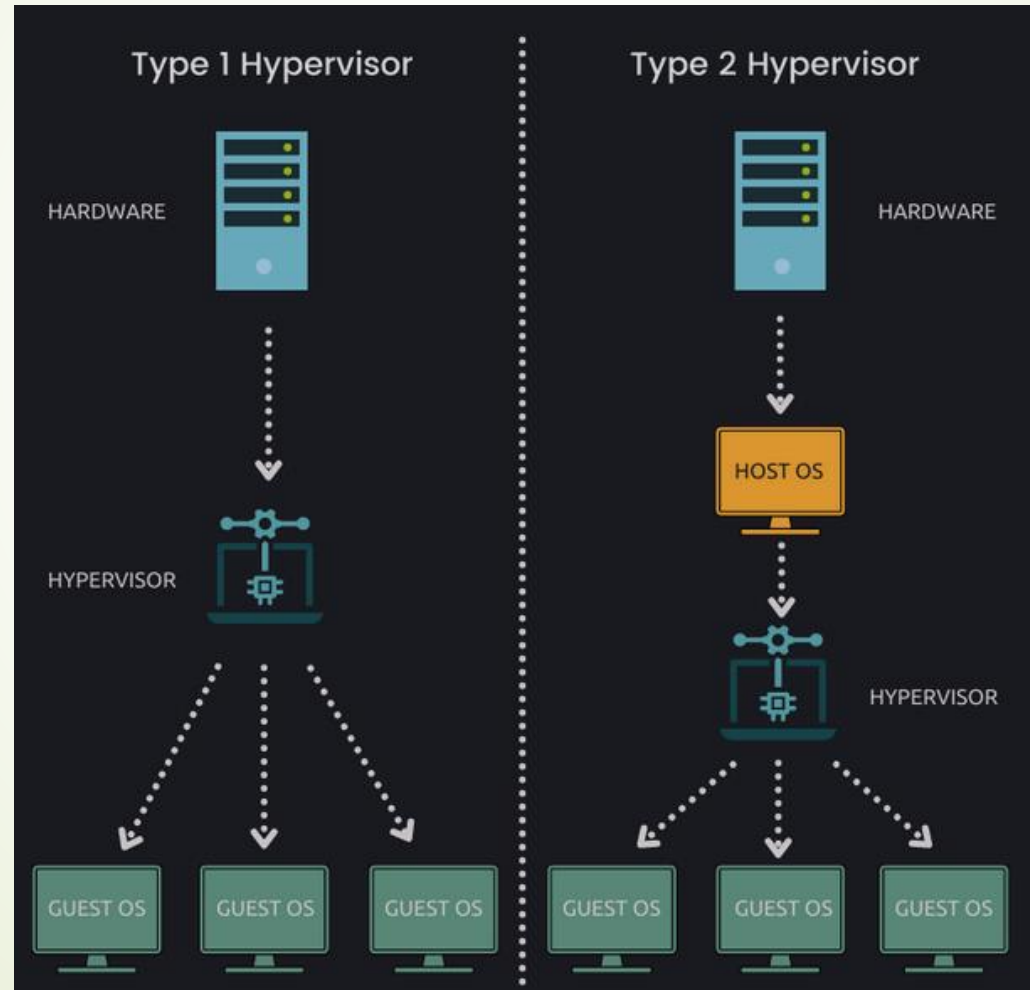 Type 1 Hypervisor
HARDWARE
HYPERVISOR
GUEST OS
GUEST OS
GUEST OS
Type 2 Hypervisor
HARDWARE
HOST OS
HYPERVISOR
GUEST OS
GUEST OS
GUEST OS